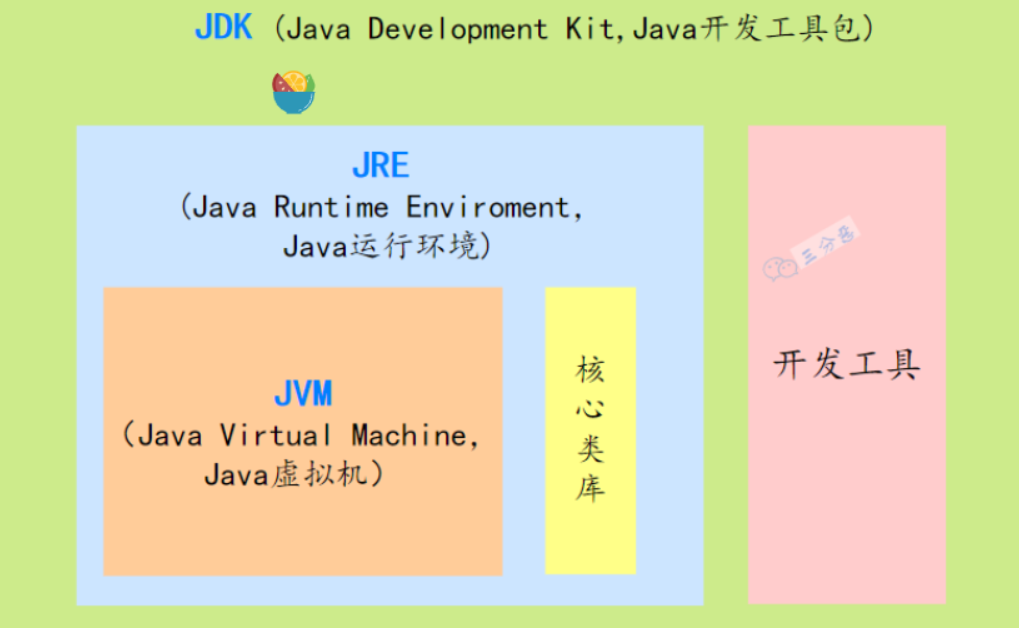 JDK (Java Development Kit,Java开发工具包)
JRE
(Java Runtime Enviroment,
Java运行环境)
JVM
(Java Virtual Machine,
Java虚拟机)
核
心
类
库
三分恶
开发工具